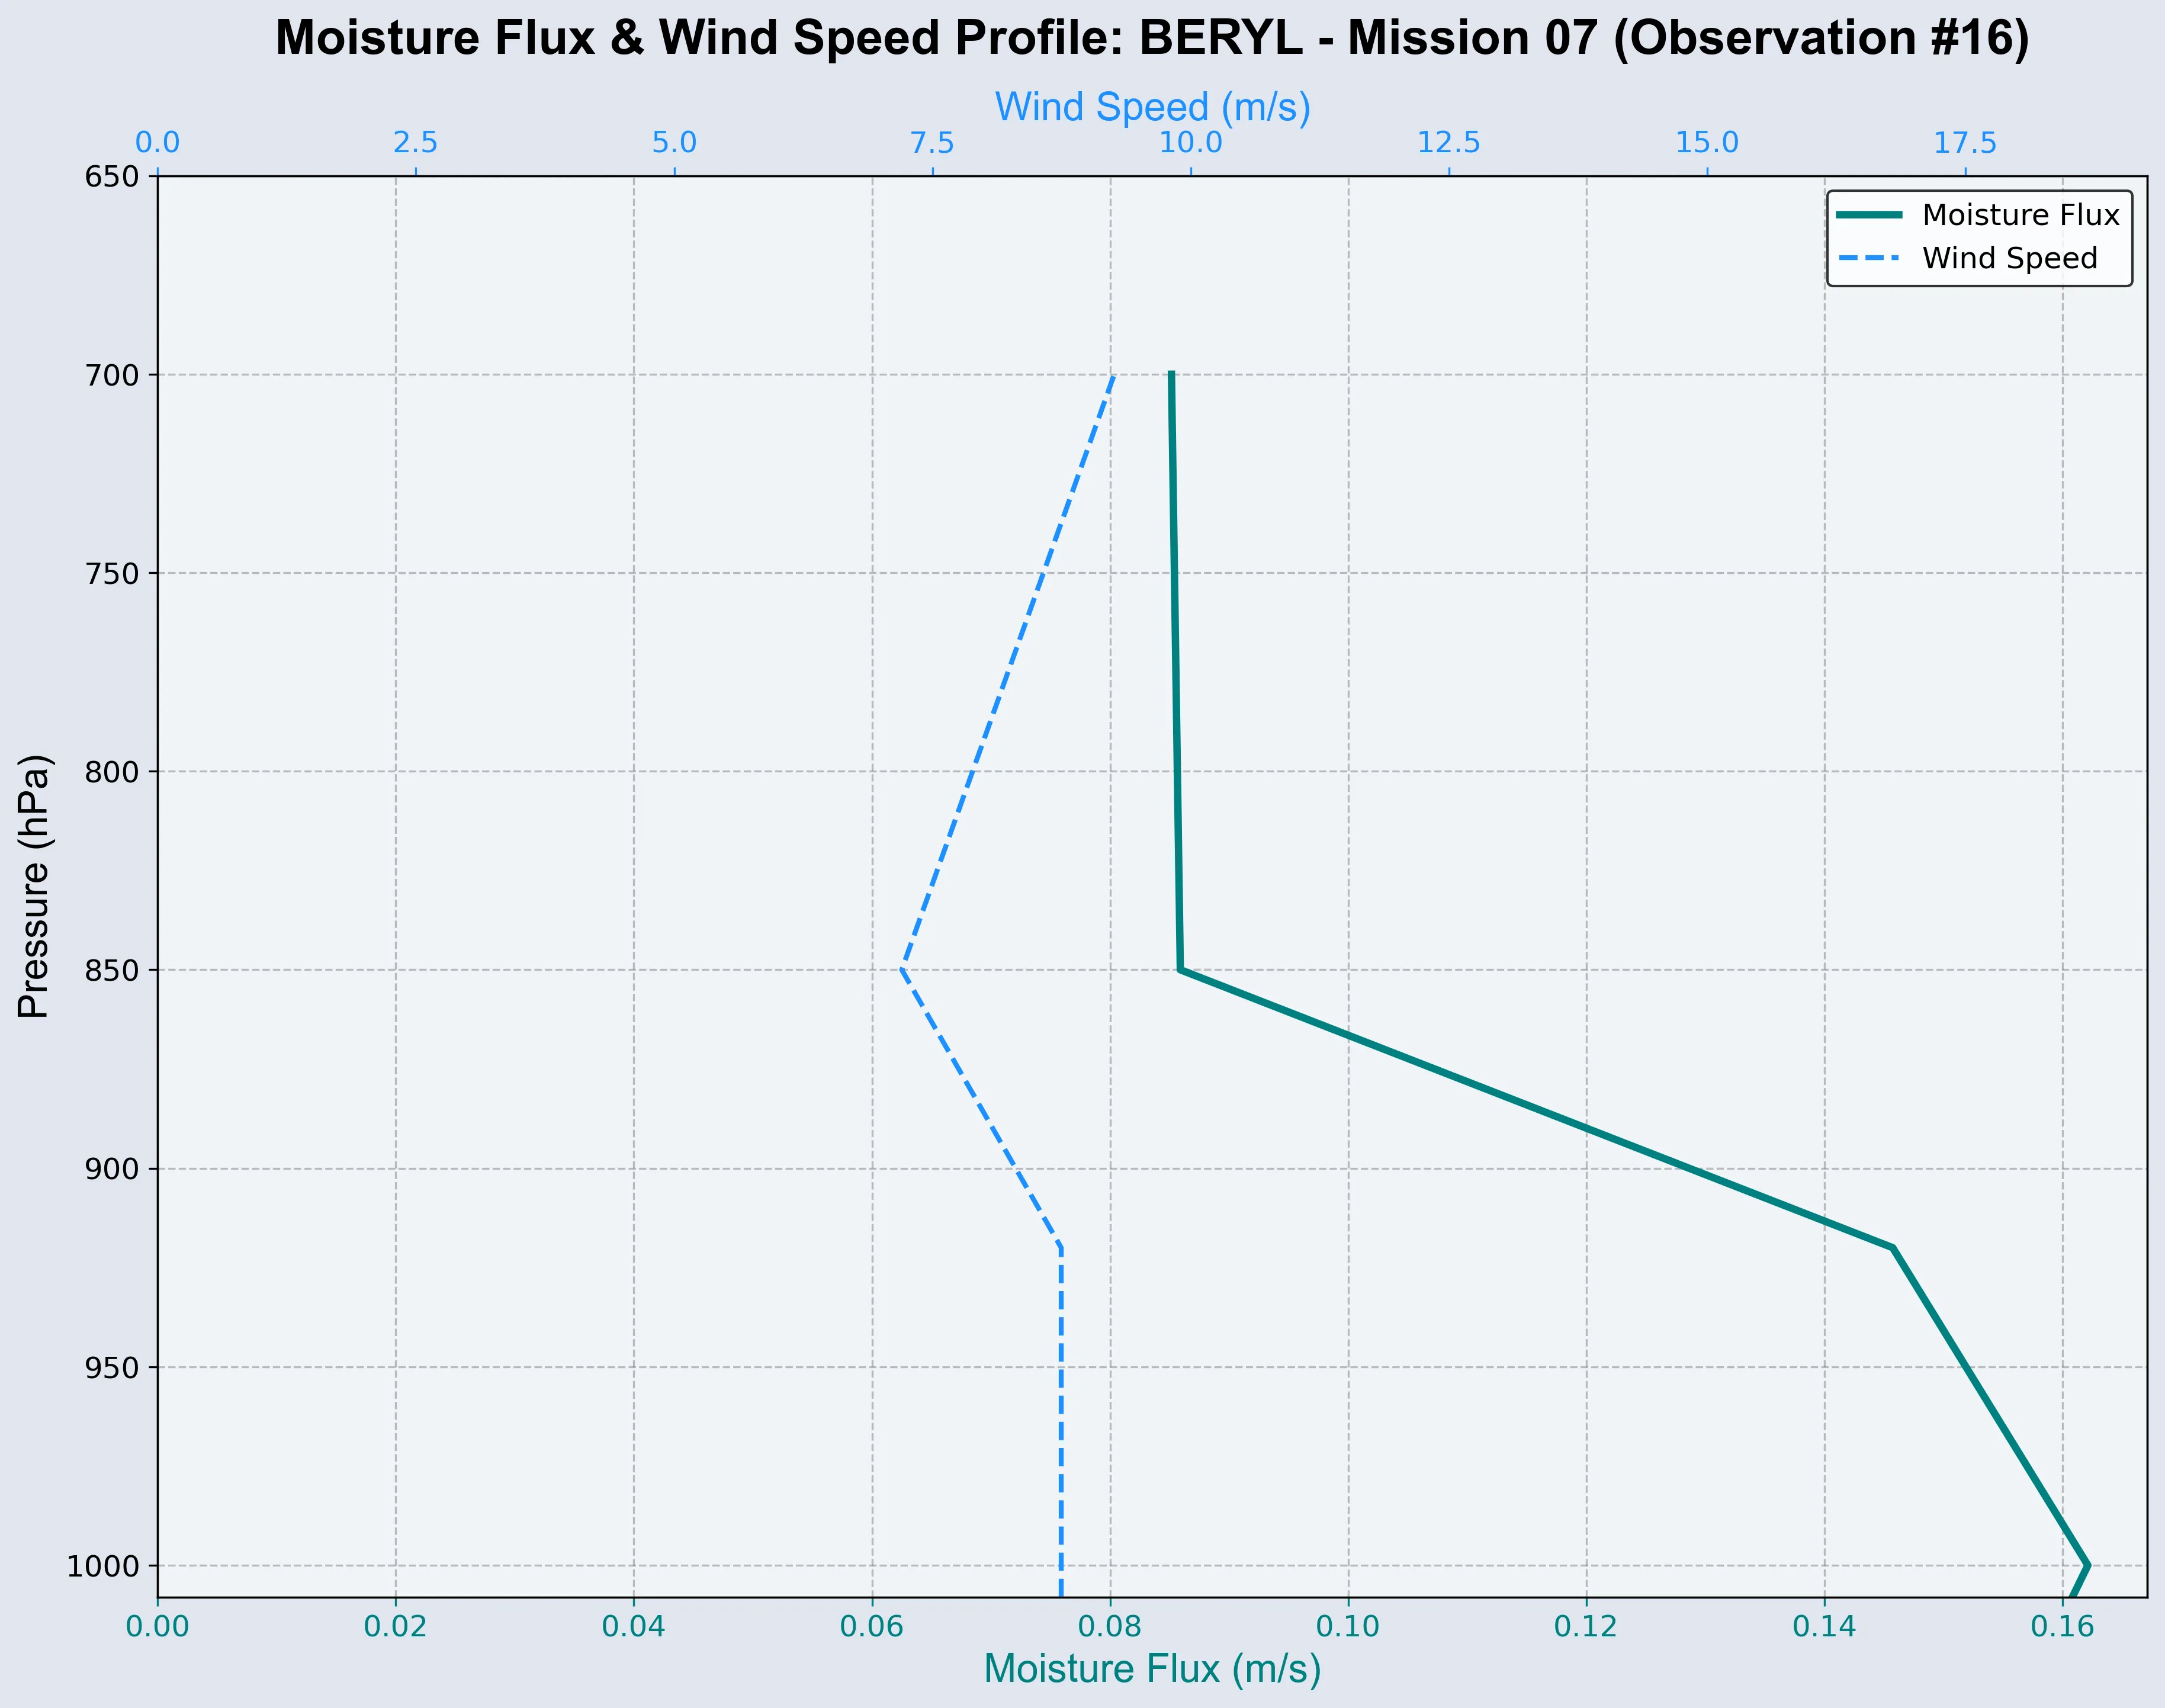 Moisture Flux & Wind Speed Profile: BERYL - Mission 07 (Observation #16)
Wind Speed (m/s)
0.0 2.5 5.0 7.5 10.0 12.5 15.0 17.5
Moisture Flux
Wind Speed
Pressure (hPa)
650
700
750
800
850
900
950
1000
0.00 0.02 0.04 0.06 0.08 0.10 0.12 0.14 0.16
Moisture Flux (m/s)